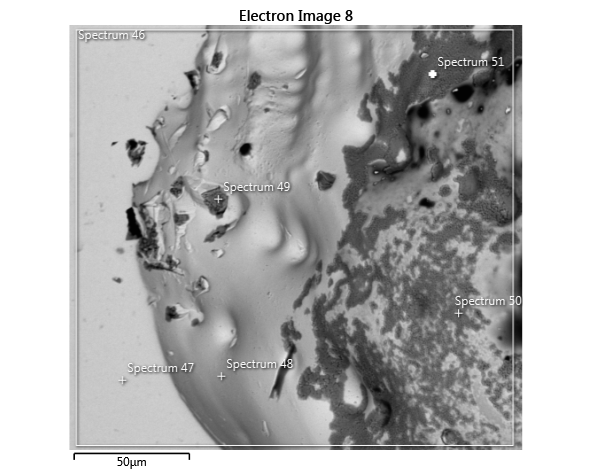 Electron Image 8
Spectrum 46
Spectrum 51
Spectrum 49
Spectrum 50
Spectrum 47
Spectrum 48
50µm